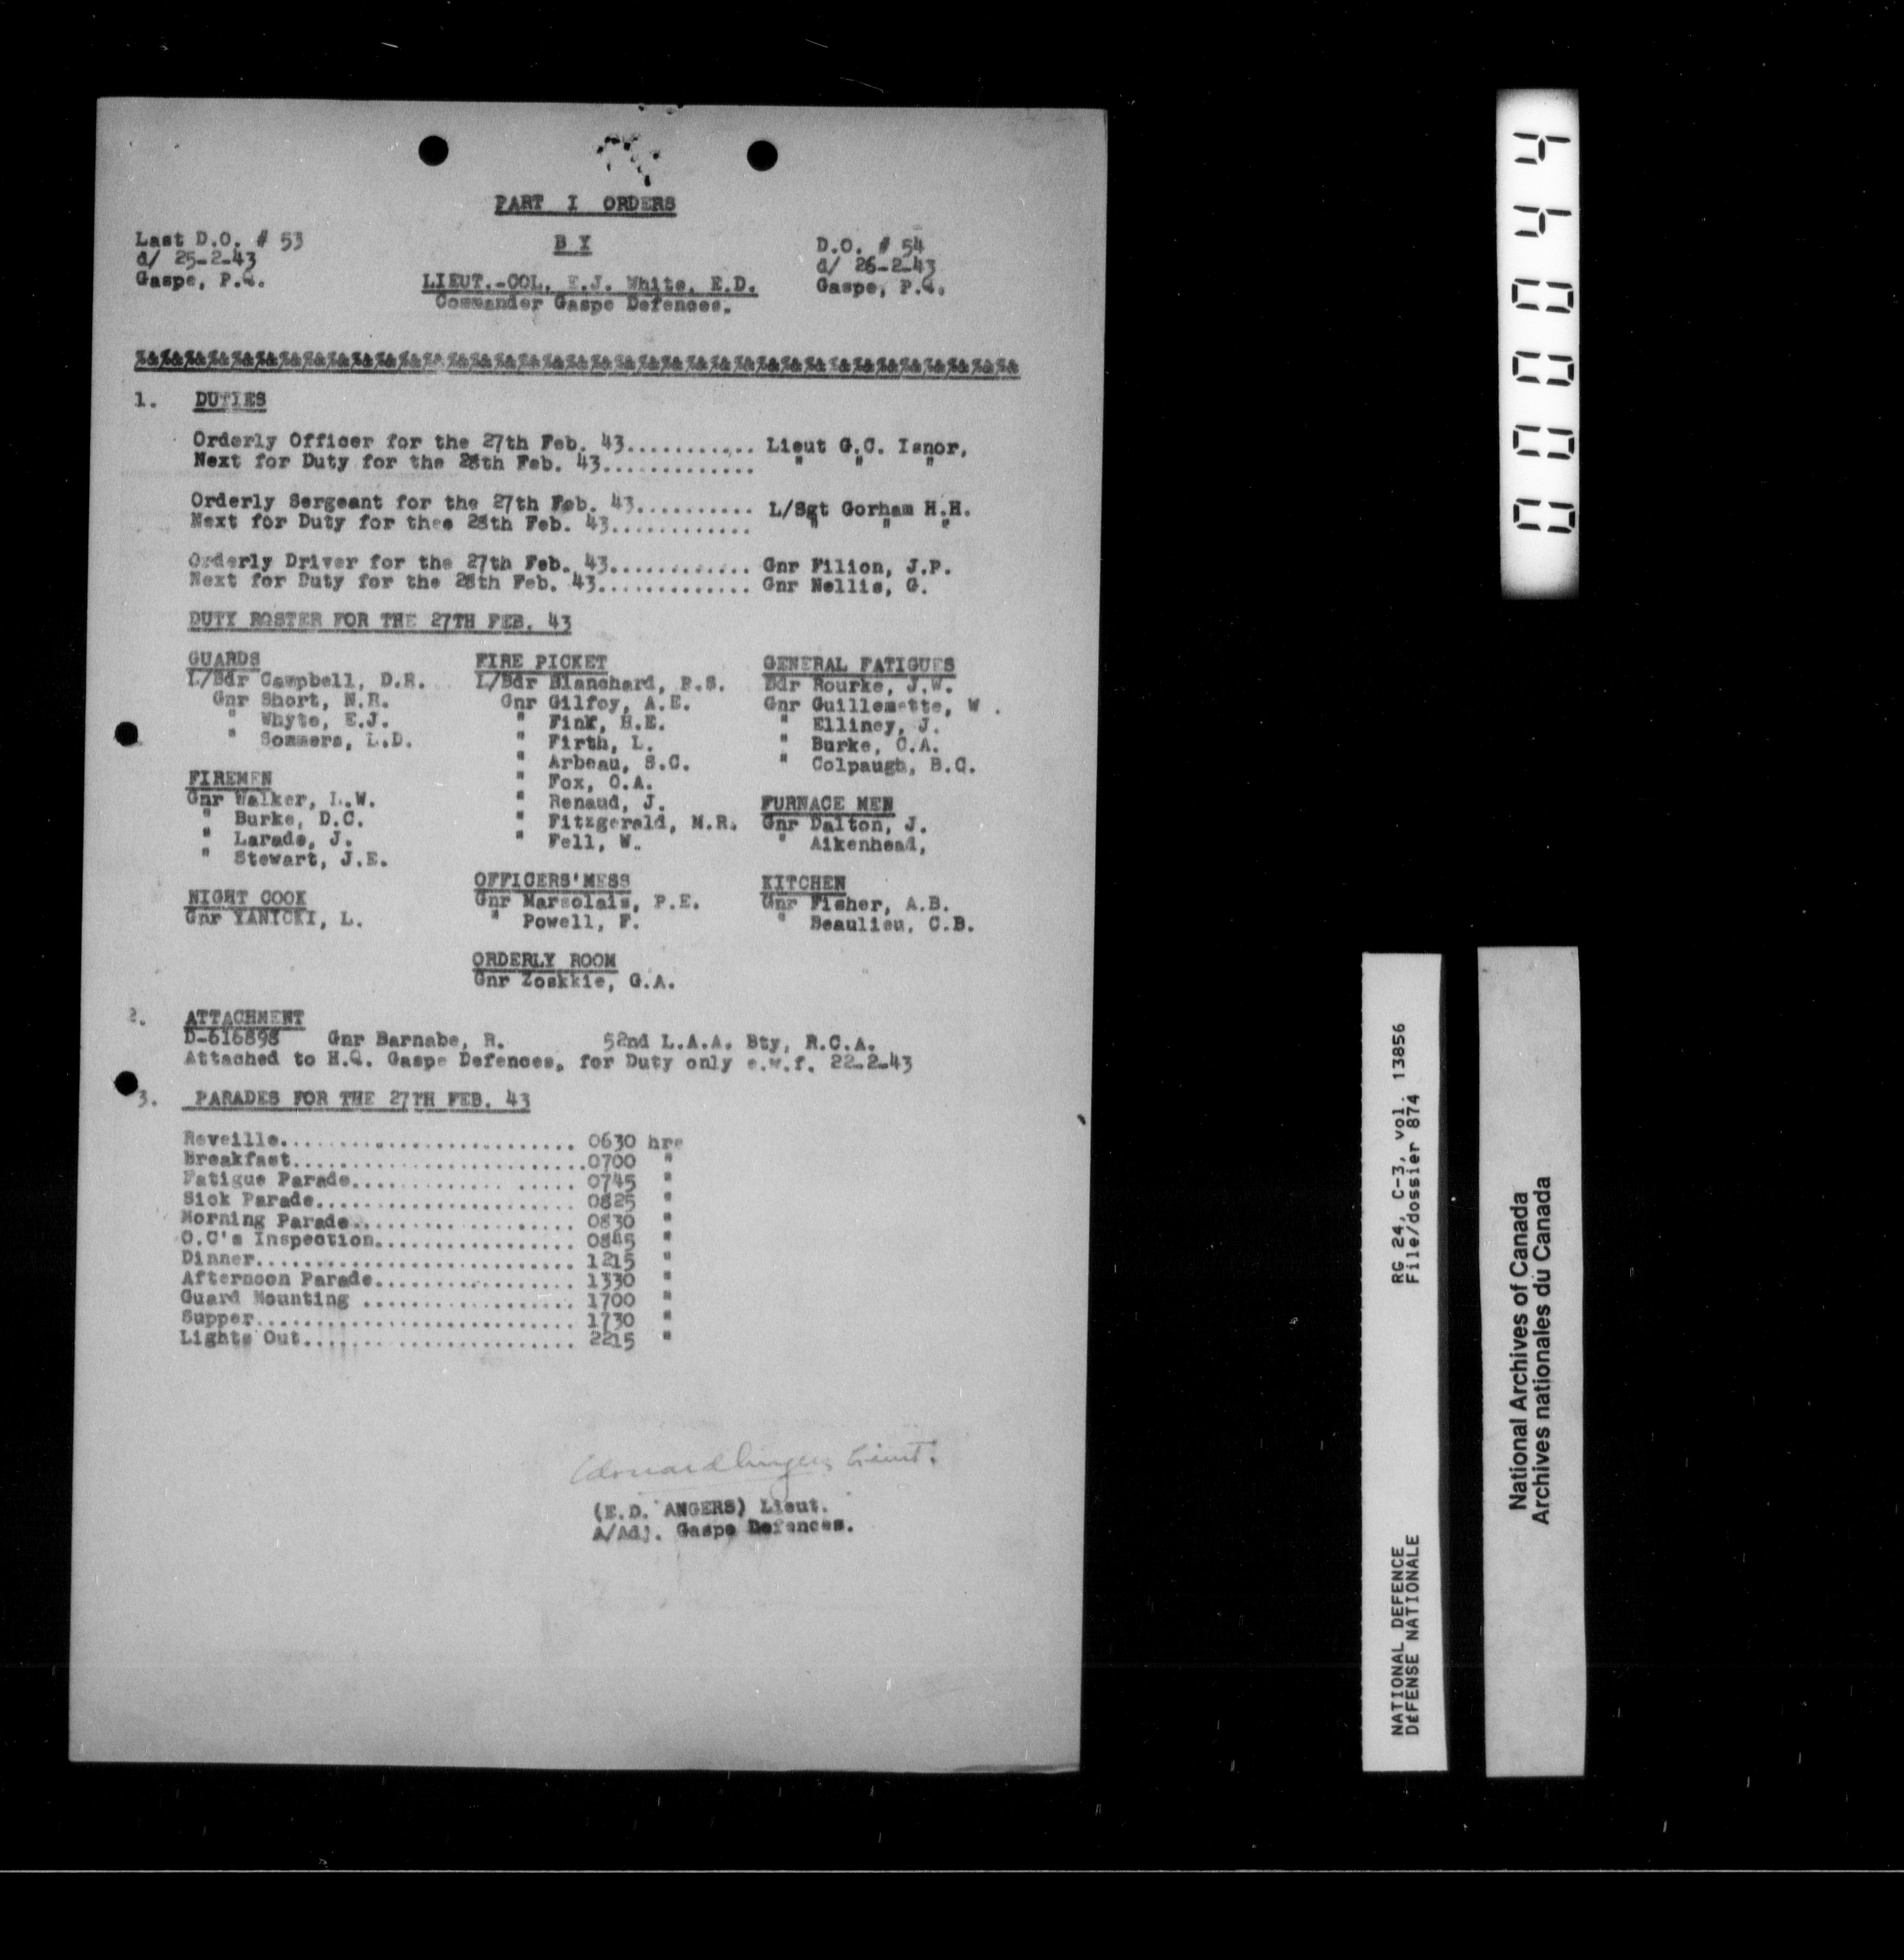 PART I ORDERS
Last D.O. # 53
d/ 25-2-43
Gaspe, P.Q.
B Y
LIEUT.-COL. E.J. White, E.D.
Commander Gaspe Defences.
D.O. # 54
d/ 26-2-43
Gaspe, P.Q.
%&%&%&%&%&%&%&%&%&%&%&%&%&%&%&%&%&%&%&%&%&%&%&%&%&%&%&%&%&%&%&%&%&%&%&%&%&
1. DUTIES
Orderly Officer for the 27th Feb. 43........... Lieut G.C. Isnor,
Next for Duty for the 28th Feb. 43............. " " "
Orderly Sergeant for the 27th Feb. 43.......... L/Sgt Gorham H.H.
Next for Duty for thee 28th Feb. 43............ " " "
Orderly Driver for the 27th Feb. 43............ Gnr Filion, J.P.
Next for Duty for the 28th Feb. 43............. Gnr Nellis, G.
DUTY ROSTER FOR THE 27TH FEB. 43
GUARDS
L/Bdr Campbell, D.R.
Gnr Short, N.R.
" Whyte, E.J.
" Sommers, L.D.
FIREMEN
Gnr Walker, L.W.
" Burke, D.C.
" Larade, J.
" Stewart, J.E.
NIGHT COOK
Gnr YANICKI, L.
FIRE PICKET
L/Bdr Blanchard, R.S.
Gnr Gilfoy, A.E.
" Fink, H.E.
" Firth, L.
" Arbeau, S.C.
" Fox, O.A.
" Renaud, J.
" Fitzgerald, M.R.
" Fell, W.
OFFICERS'MESS
Gnr Marsolais, P.E.
" Powell, F.
ORDERLY ROOM
Gnr Zoskkie, G.A.
GENERAL FATIGUES
Bdr Rourke, J.W.
Gnr Guillemette, W .
" Elliney, J.
" Burke, C.A.
" Colpaugh, B.C.
FURNACE MEN
Gnr Dalton, J.
" Aikenhead,
KITCHEN
Gnr Fisher, A.B.
" Beaulieu, C.B.
2. ATTACHMENT
D-616898 Gnr Barnabe, R. 52nd L.A.A. Bty, R.C.A.
Attached to H.Q. Gaspe Defences, for Duty only e.w.f. 22-2-43
3. PARADES FOR THE 27TH FEB. 43
Reveille......................... 0630 hrs
Breakfast.........................0700 "
Fatigue Parade................... 0745 "
Sick Parade...................... 0825 "
Morning Parade................... 0830 "
O.C's Inspection................. 0845 "
Dinner........................... 1215 "
Afternoon Parade................. 1330 "
Guard Mounting .................. 1700 "
Supper........................... 1730 "
Lights Out....................... 2215 "
Edouard Angers Lieut.
(E.D. ANGERS) Lieut.
A/Adj. Gaspe Defences.
000044
NATIONAL DEFENCE RG 24, C-3, vol. 13856
DÉFENSE NATIONALE File/dossier 874
National Archives of Canada
Archives nationales du Canada